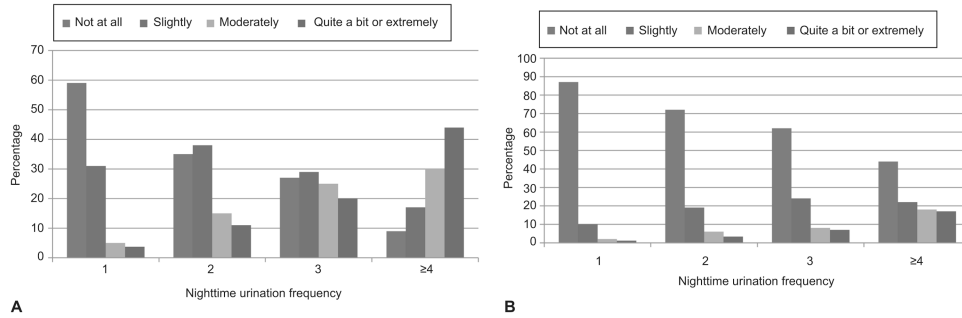 Not at all Slightly Moderately Quite a bit or extremely
70
60
50
40
30
20
10
0
Percentage
1 2 3 ≥4
Nighttime urination frequency
A
Not at all Slightly Moderately Quite a bit or extremely
100
90
80
70
60
50
40
30
20
10
0
Percentage
1 2 3 ≥4
Nighttime urination frequency
B